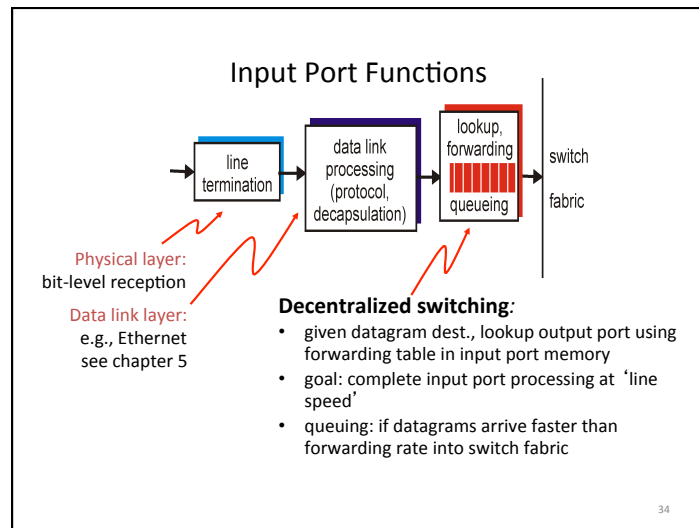 Input Port Functions
line
termination
data link
processing
(protocol,
decapsulation)
lookup,
forwarding
queueing
switch
fabric
Physical layer:
bit-level reception
Data link layer:
e.g., Ethernet
see chapter 5
Decentralized switching:
• given datagram dest., lookup output port using
forwarding table in input port memory
• goal: complete input port processing at ‘line
speed’
• queuing: if datagrams arrive faster than
forwarding rate into switch fabric
34